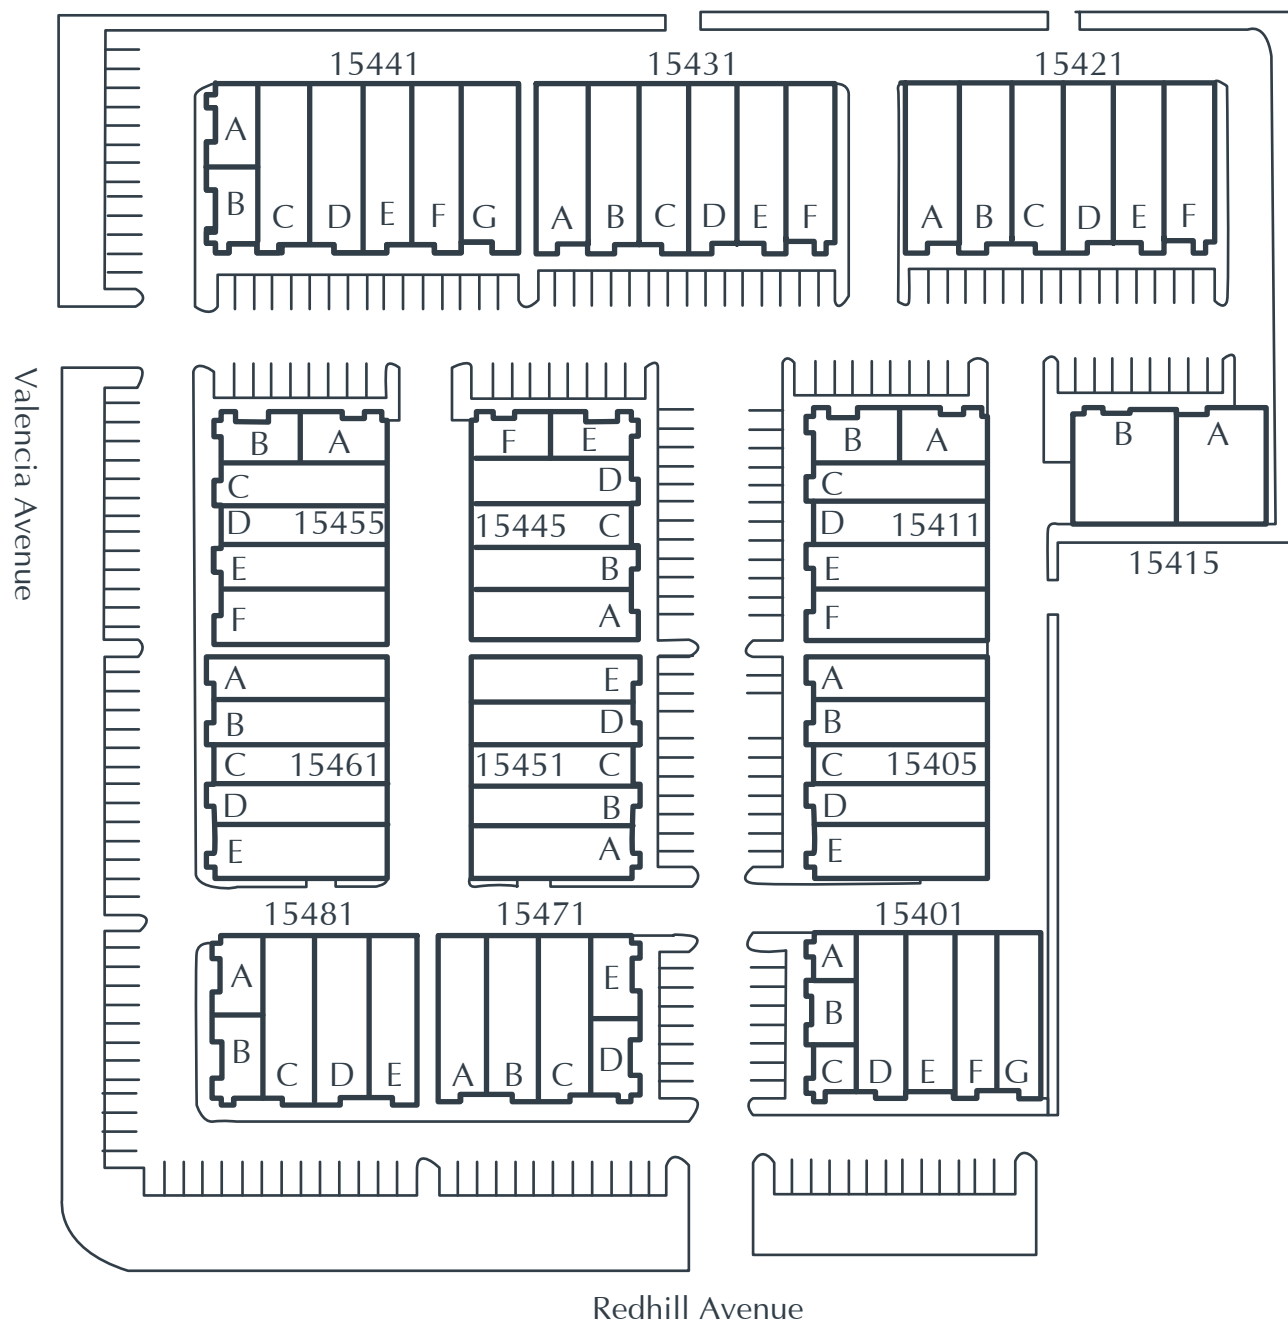 15441
15431
15421
A
B
C
D
E
F
G
A
B
C
D
E
F
A
B
C
D
E
F
Valencia Avenue
B
A
C
D
15455
E
F
F
E
D
15445
C
B
A
B
A
C
D
15411
E
F
B
A
15415
A
B
C
15461
D
E
E
D
15451
C
B
A
A
B
C
15405
D
E
15481
15471
15401
A
B
C
D
E
A
B
C
E
D
A
B
C
D
E
F
G
Redhill Avenue